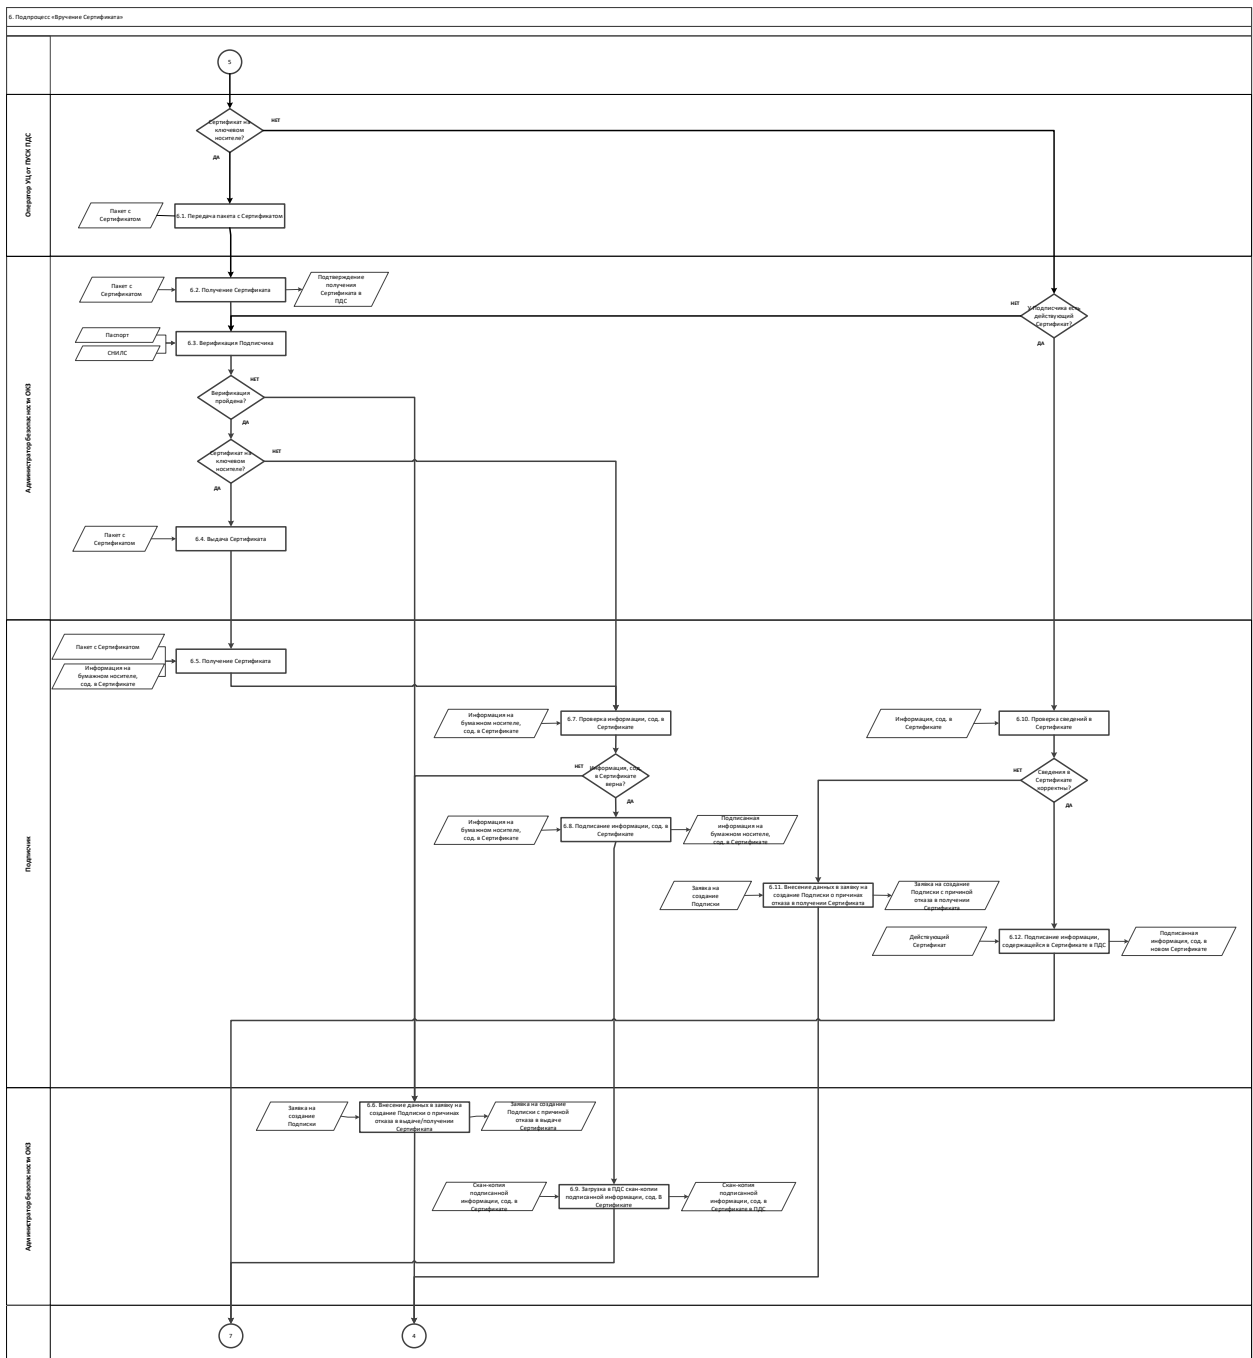 6. Подпроцесс «Вручение Сертификата»
5
Оператор УЦ от ПУСК ПДС
Сертификат на
ключевом
носителе?
НЕТ
ДА
Пакет с
Сертификатом
6.1. Передача пакета с Сертификатом
Администратор безопасности ОКЗ
Пакет с
Сертификатом
6.2. Получение Сертификата
Подтверждение
получения
Сертификата в
ПДС
У Подписчика есть
действующий
Сертификат?
НЕТ
ДА
Паспорт
СНИЛС
6.3. Верификация Подписчика
Верификация
пройдена?
НЕТ
ДА
Сертификат на
ключевом
носителе?
НЕТ
ДА
Пакет с
Сертификатом
6.4. Выдача Сертификата
Подписчик
Пакет с Сертификатом
Информация на
бумажном носителе,
сод. в Сертификате
6.5. Получение Сертификата
Информация на
бумажном носителе,
сод. в Сертификате
6.7. Проверка информации, сод. в
Сертификате
Информация, сод. в
Сертификате
6.10. Проверка сведений в
Сертификате
Информация, сод.
в Сертификате
верна?
НЕТ
ДА
Сведения в
Сертификате
корректны?
НЕТ
ДА
Информация на
бумажном носителе,
сод. в Сертификате
6.8. Подписание информации, сод. в
Сертификате
Подписанная
информация на
бумажном носителе,
сод. в Сертификате
Заявка на
создание
Подписки
6.11. Внесение данных в заявку на
создание Подписки о причинах
отказа в получении Сертификата
Заявка на создание
Подписки с причиной
отказа в получении
Сертификата
Действующий
Сертификат
6.12. Подписание информации,
содержащейся в Сертификате в ПДС
Подписанная
информация, сод. в
новом Сертификате
Администратор безопасности ОКЗ
Заявка на
создание
Подписки
6.6. Внесение данных в заявку на
создание Подписки о причинах
отказа в выдаче/получении
Сертификата
Заявка на создание
Подписки с причиной
отказа в выдаче
Сертификата
Скан-копия
подписанной
информации, сод. в
Сертификате
6.9. Загрузка в ПДС скан-копии
подписанной информации, сод. В
Сертификате
Скан-копия
подписанной
информации, сод. в
Сертификате в ПДС
7
4